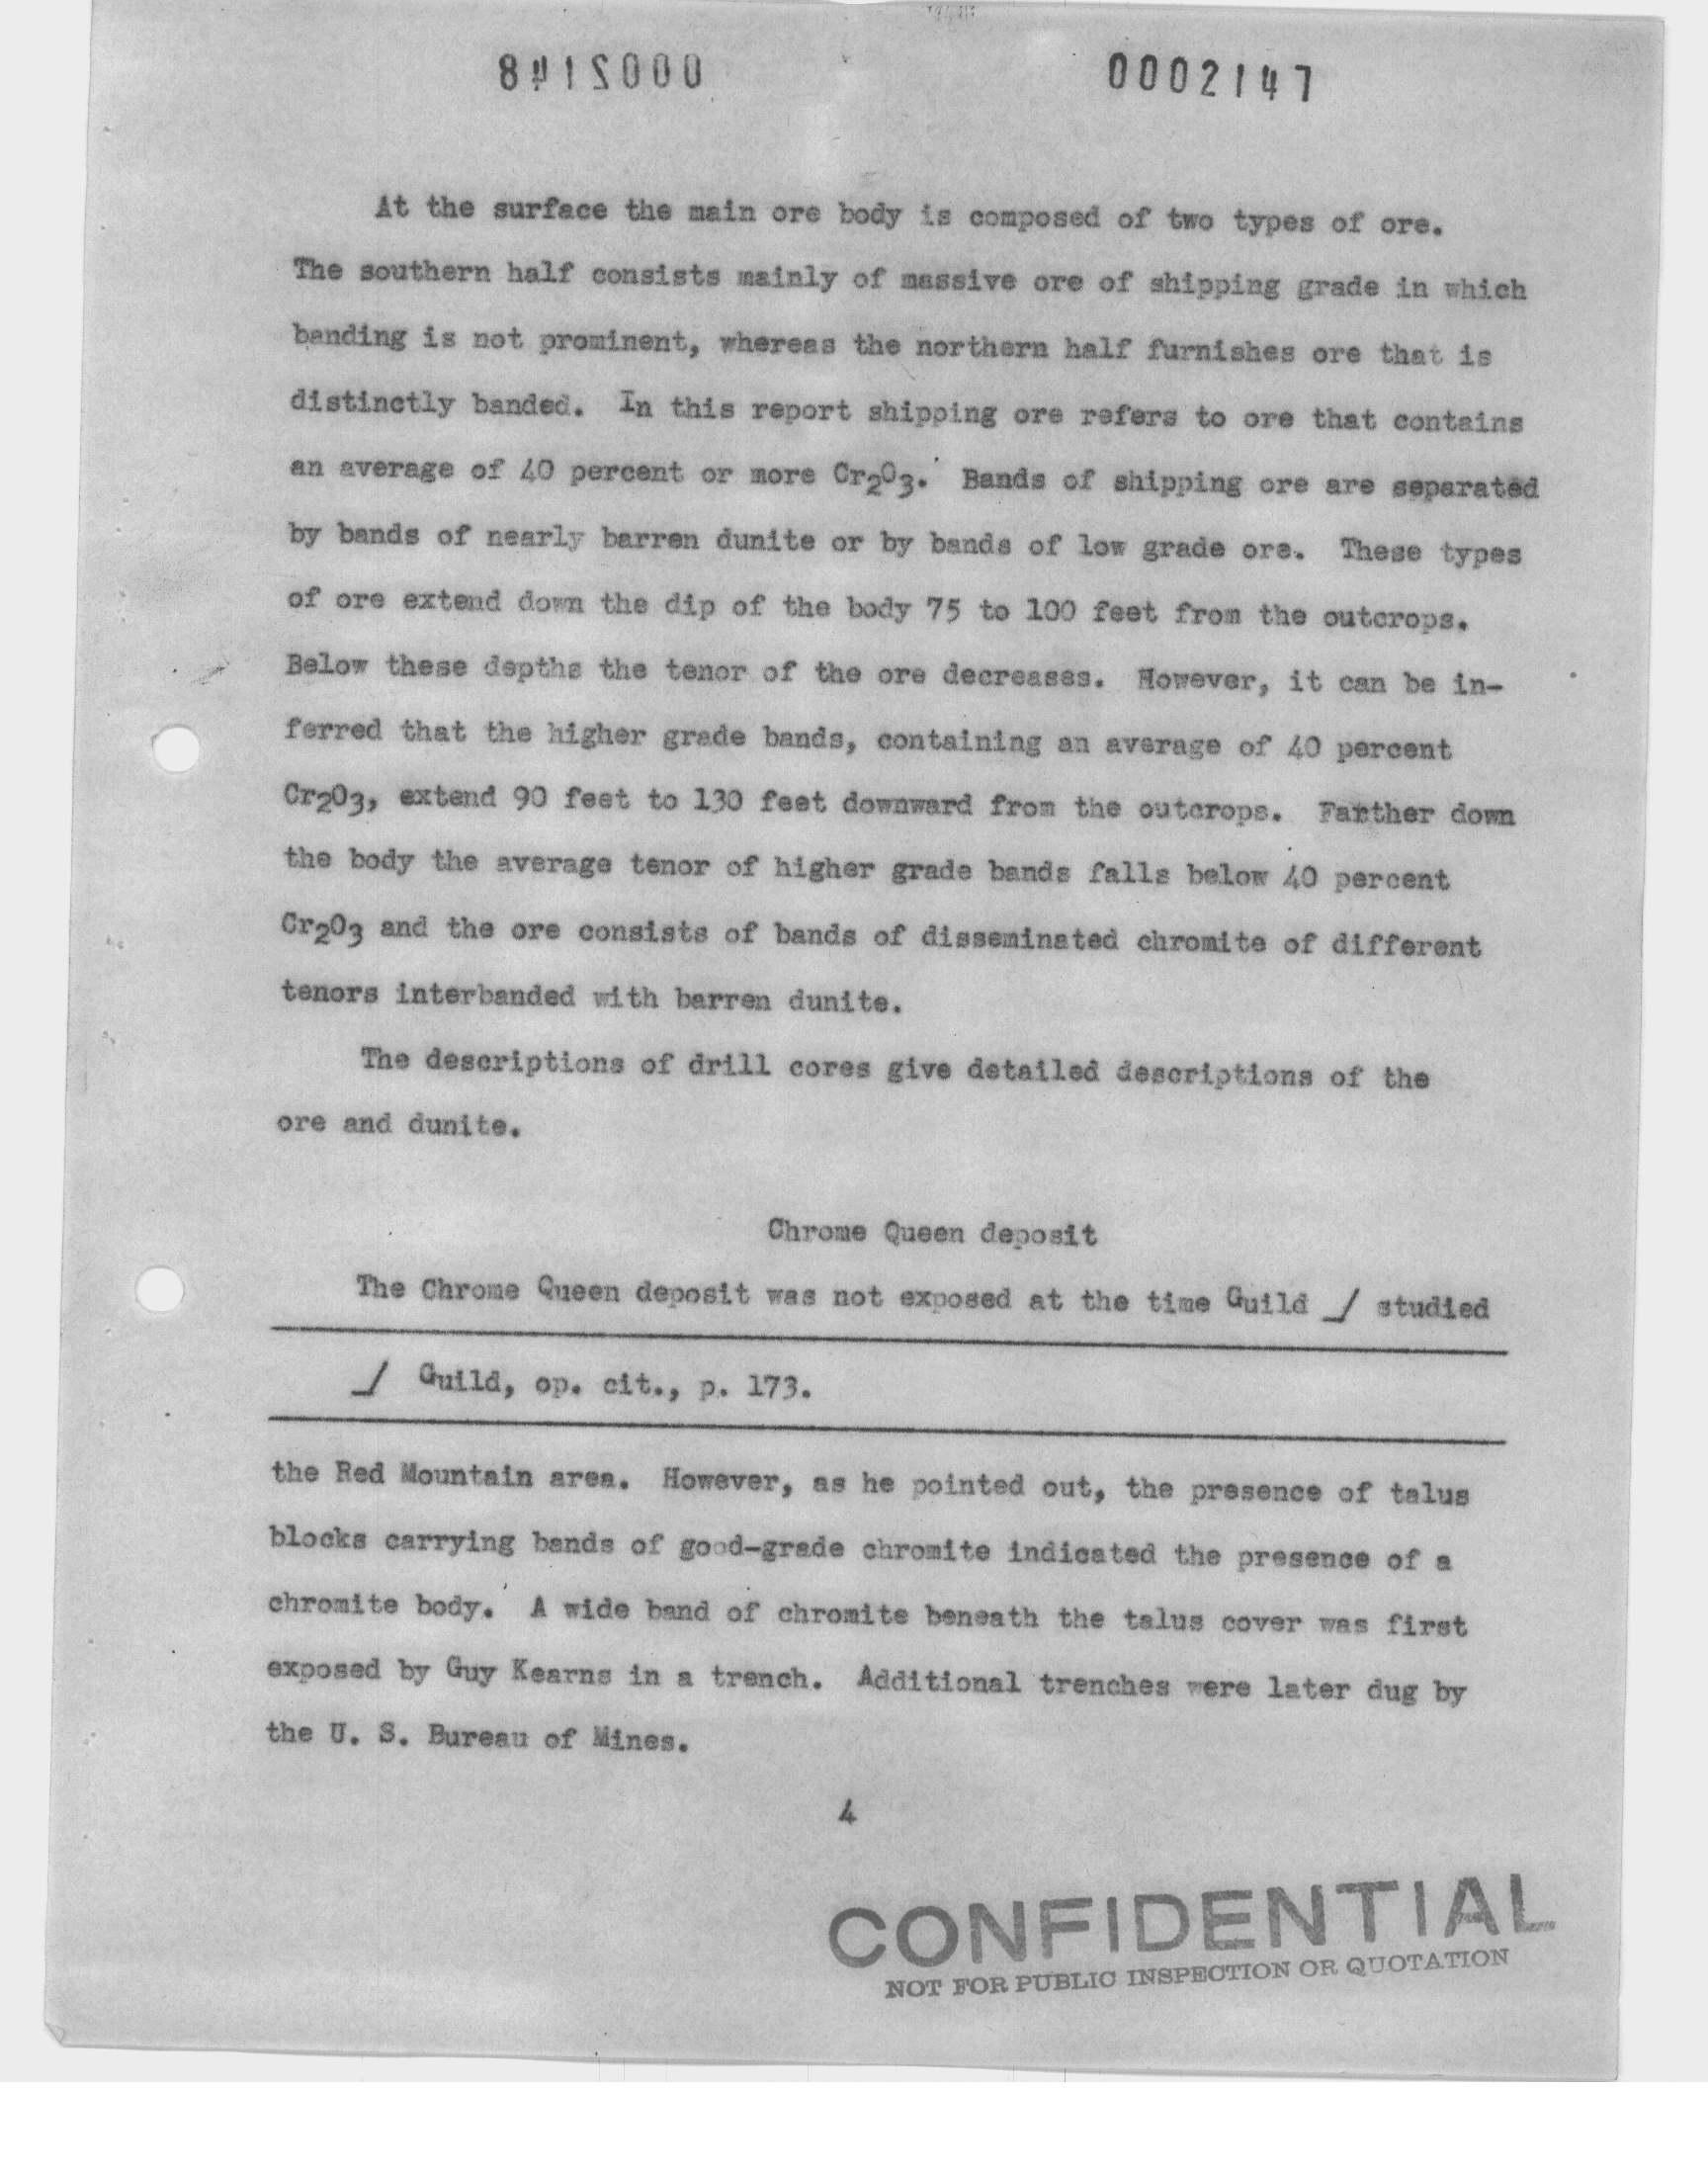 0002147
At the surface the main ore body is composed of two types of ore.
The southern half consists mainly of massive ore of shipping grade in which
banding is not prominent, whereas the northern half furnishes ore that is
distinctly banded. In this report shipping ore refers to ore that contains
an average of 40 percent or more Cr₂O₃. Bands of shipping ore are separated
by bands of nearly barren dunite or by bands of low grade ore. These types
of ore extend down the dip of the body 75 to 100 feet from the outcrops.
Below these depths the tenor of the ore decreases. However, it can be in-
ferred that the higher grade bands, containing an average of 40 percent
Cr₂O₃, extend 90 feet to 130 feet downward from the outcrops. Farther down
the body the average tenor of higher grade bands falls below 40 percent
Cr₂O₃ and the ore consists of bands of disseminated chromite of different
tenors interbanded with barren dunite.
The descriptions of drill cores give detailed descriptions of the
ore and dunite.
Chrome Queen deposit
The Chrome Queen deposit was not exposed at the time Guild _/ studied
_/ Guild, op. cit., p. 173.
the Red Mountain area. However, as he pointed out, the presence of talus
blocks carrying bands of good-grade chromite indicated the presence of a
chromite body. A wide band of chromite beneath the talus cover was first
exposed by Guy Kearns in a trench. Additional trenches were later dug by
the U. S. Bureau of Mines.
4
CONFIDENTIAL
NOT FOR PUBLIC INSPECTION OR QUOTATION